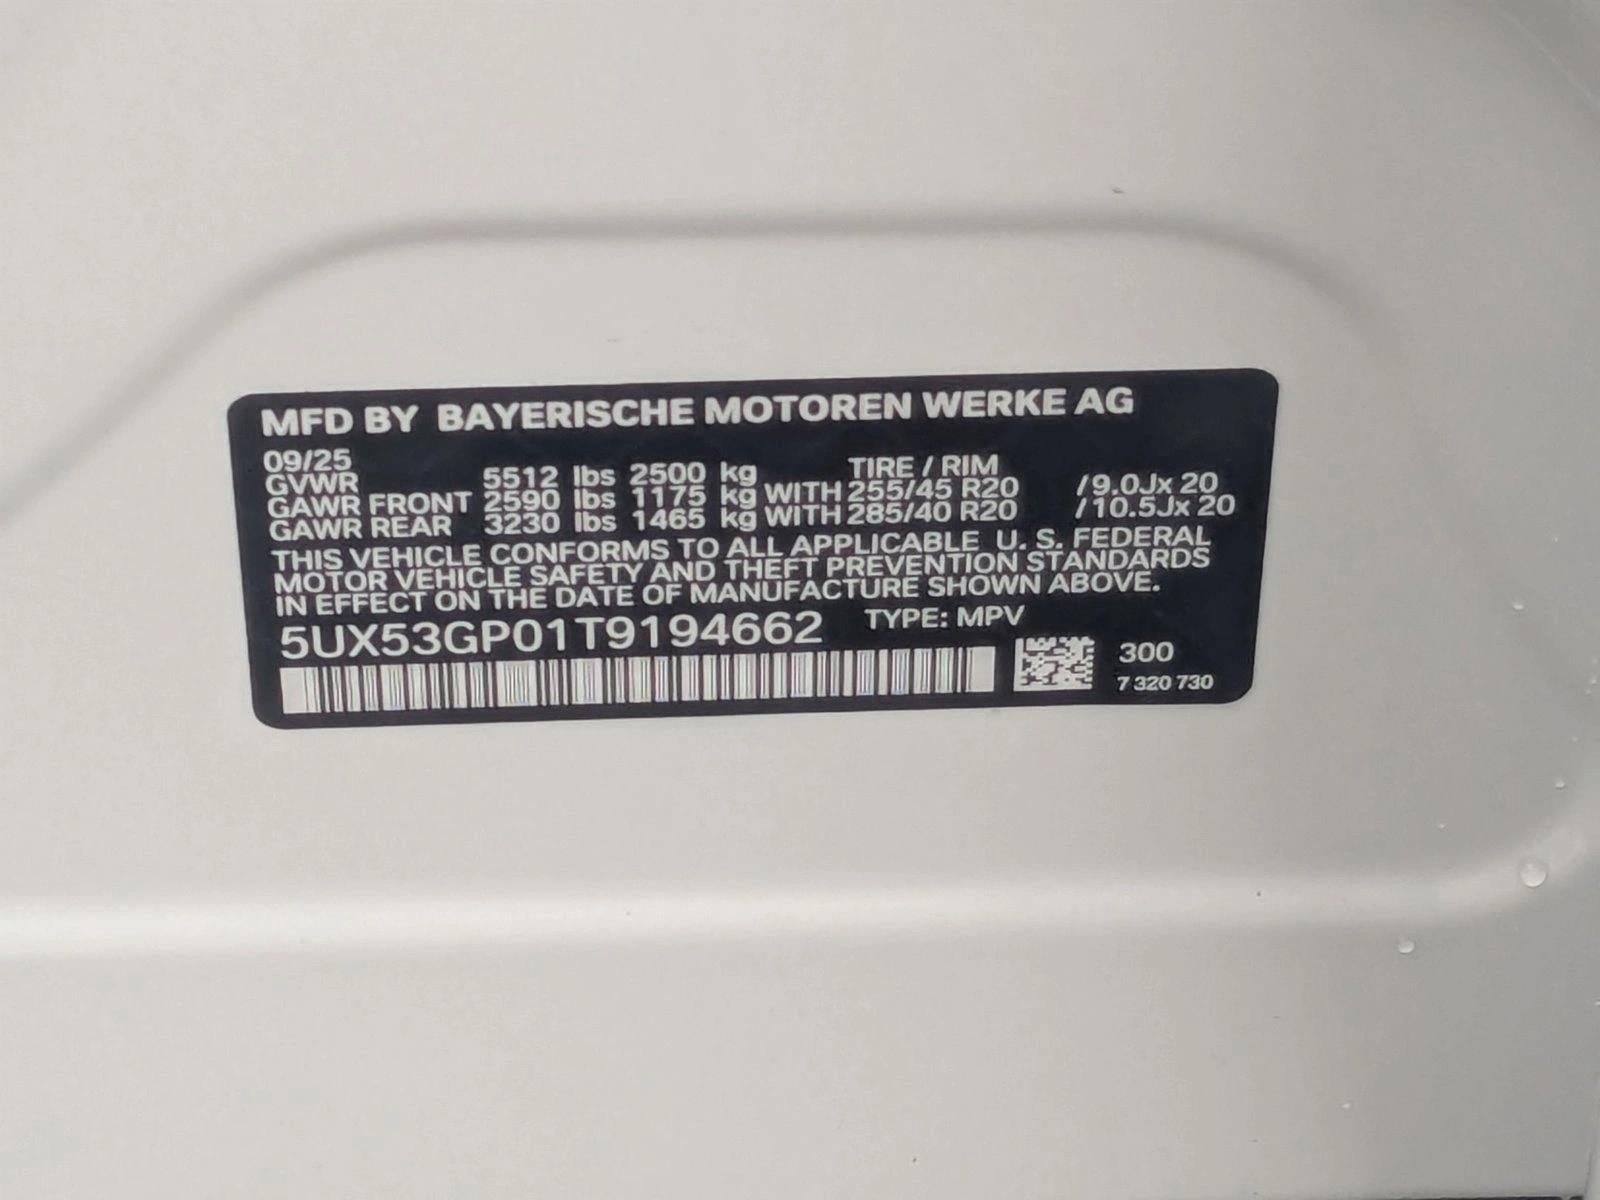 MFD BY BAYERISCHE MOTOREN WERKE AG
09/25 TIRE / RIM
GVWR 5512 lbs 2500 kg
GAWR FRONT 2590 lbs 1175 kg WITH 255/45 R20 /9.0Jx 20
GAWR REAR 3230 lbs 1465 kg WITH 285/40 R20 /10.5Jx 20
THIS VEHICLE CONFORMS TO ALL APPLICABLE U. S. FEDERAL
MOTOR VEHICLE SAFETY AND THEFT PREVENTION STANDARDS
IN EFFECT ON THE DATE OF MANUFACTURE SHOWN ABOVE.
5UX53GP01T9194662 TYPE: MPV
300
7 320 730